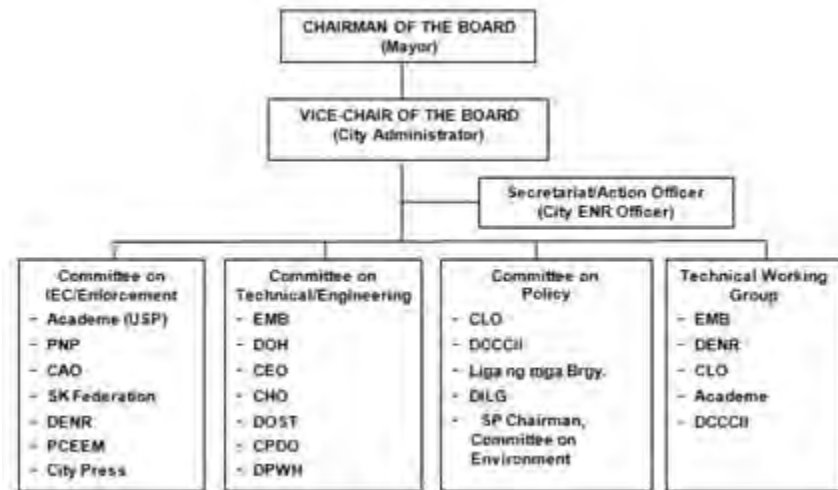 CHAIRMAN OF THE BOARD
(Mayor)
VICE-CHAIR OF THE BOARD
(City Administrator)
Secretariat/Action Officer
(City ENR Officer)
Committee on
IEC/Enforcement
- Academe (USP)
- PNP
- CAO
- SK Federation
- DENR
- PCEEM
- City Press
Committee on
Technical/Engineering
- EMB
- DOH
- CEO
- CHO
- DOST
- CPDO
- DPWH
Committee on
Policy
- CLO
- DCCCII
- Liga ng mga Brgy.
- DILG
- SP Chairman,
Committee on
Environment
Technical Working
Group
- EMB
- DENR
- CLO
- Academe
- DCCCII